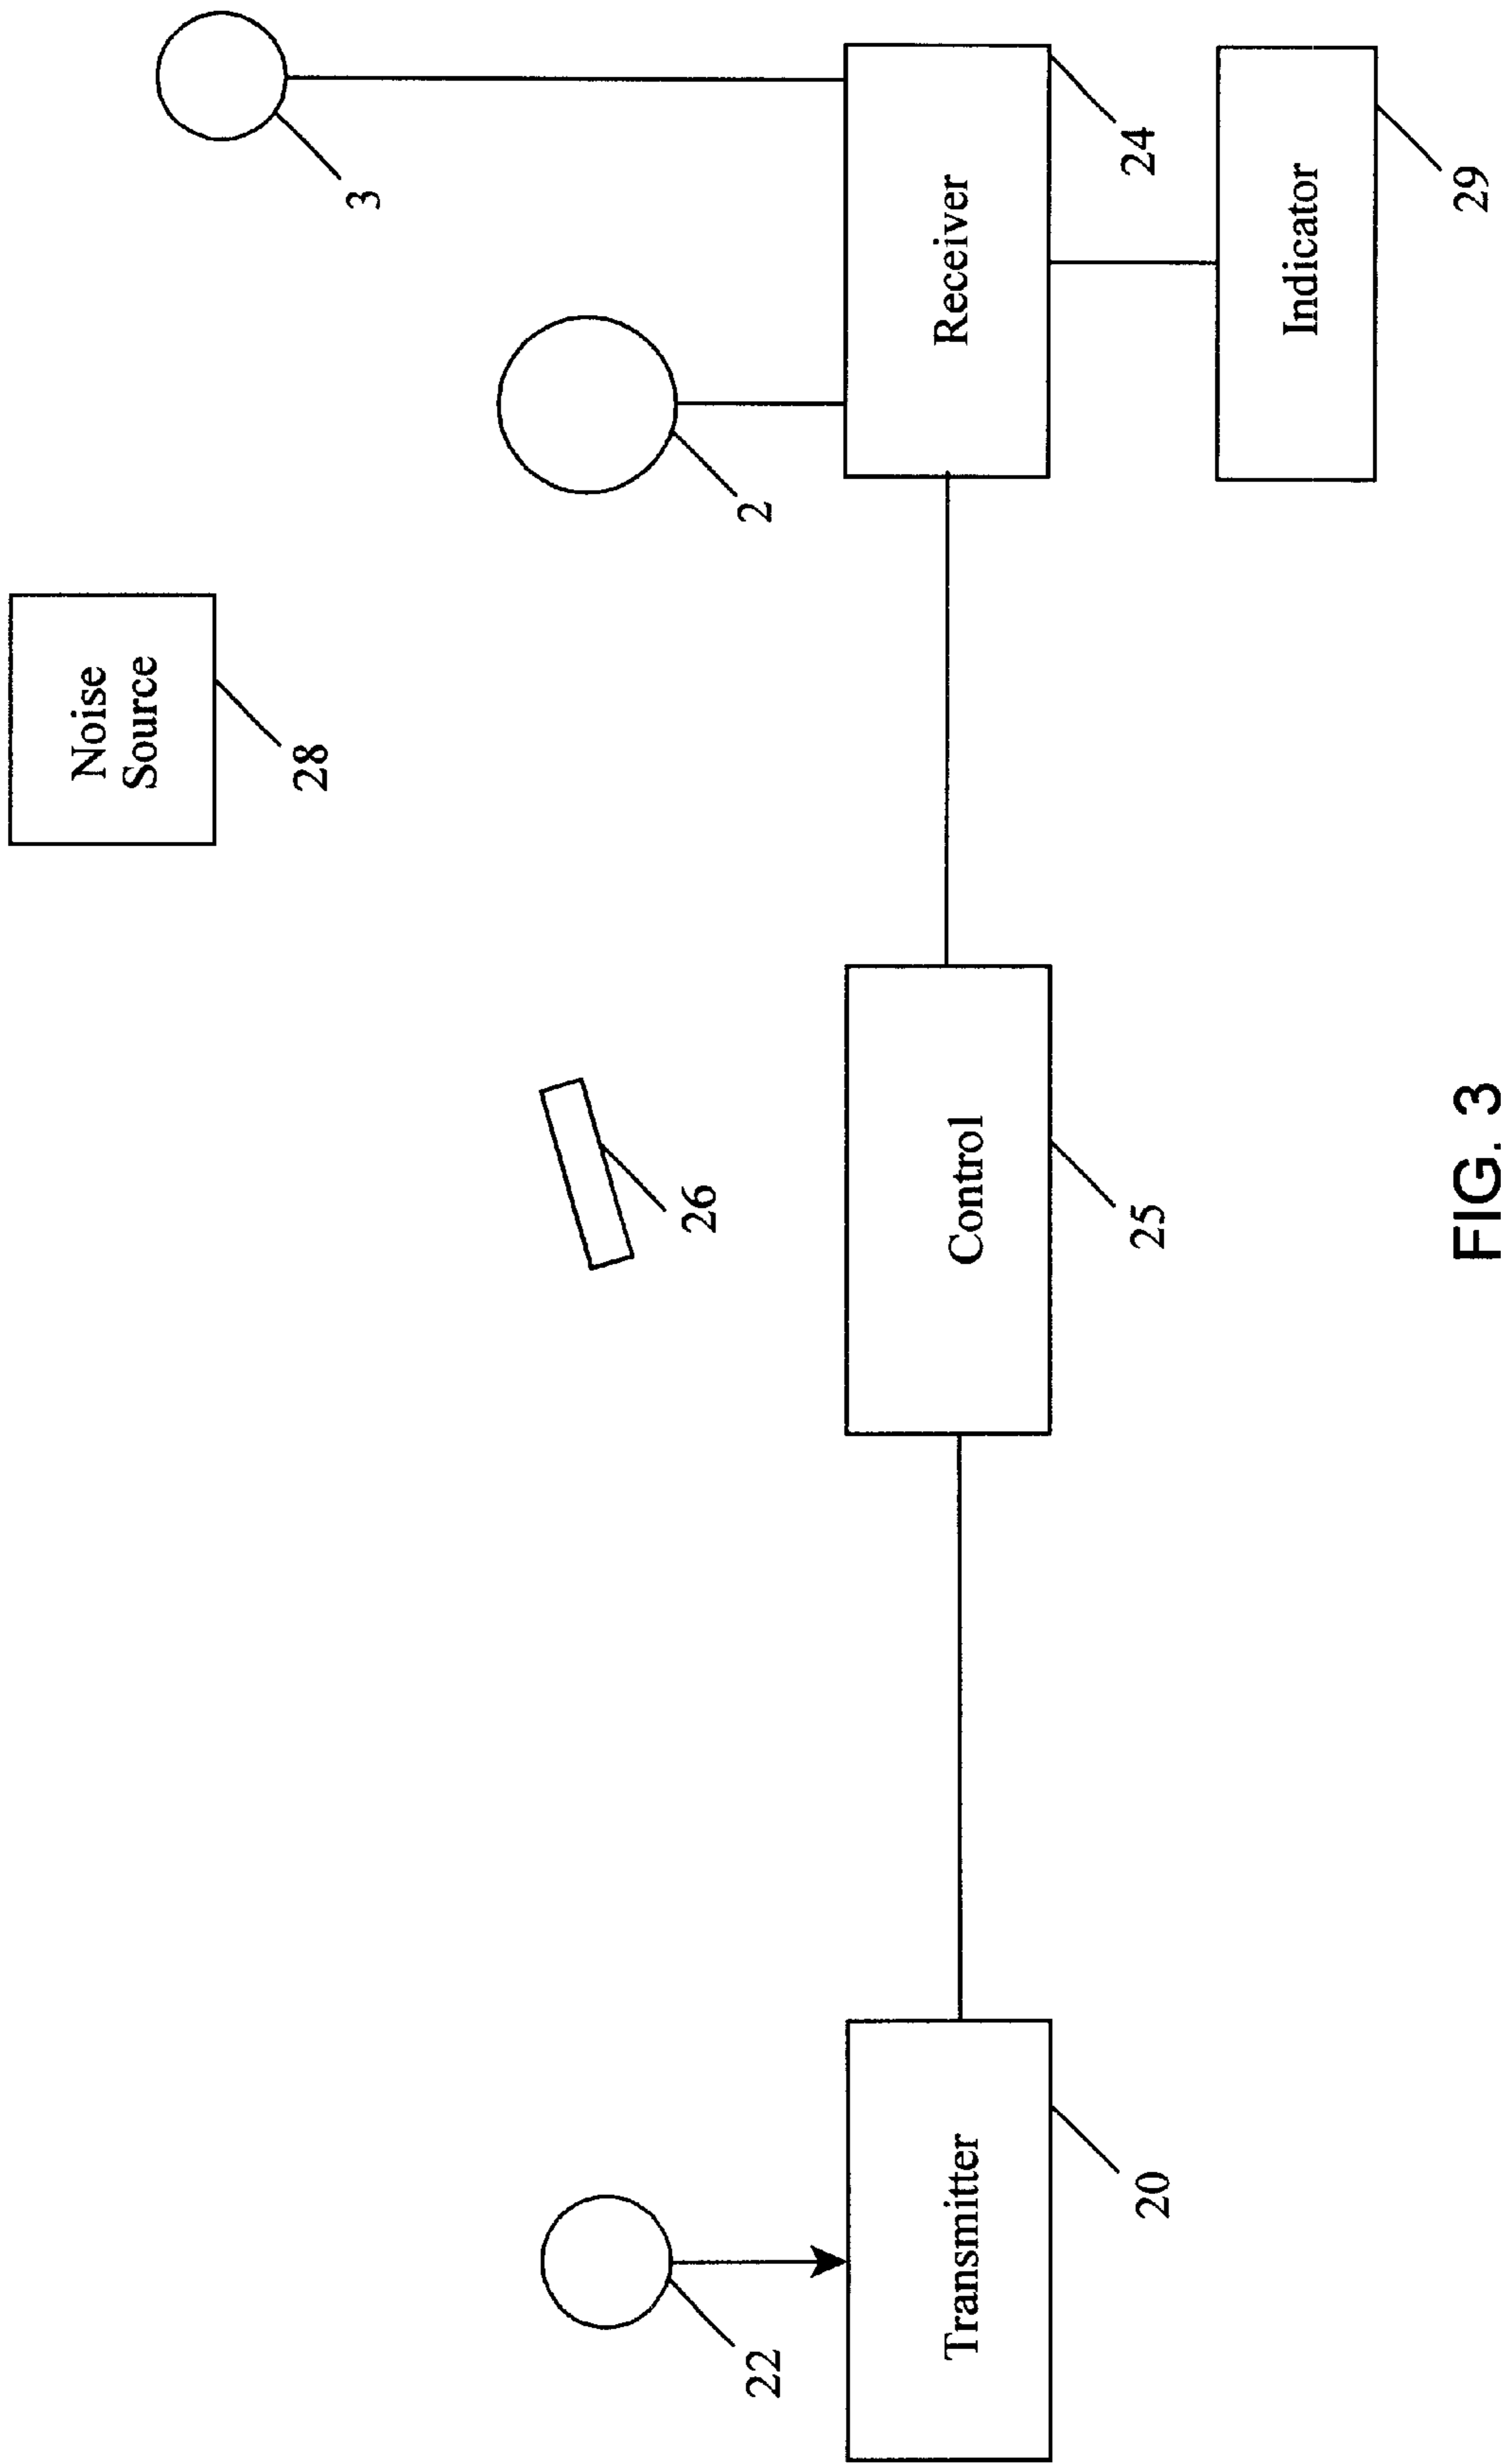 Noise
Source
28
3
2
26
22
Transmitter
20
Control
25
Receiver
24
Indicator
29
FIG. 3